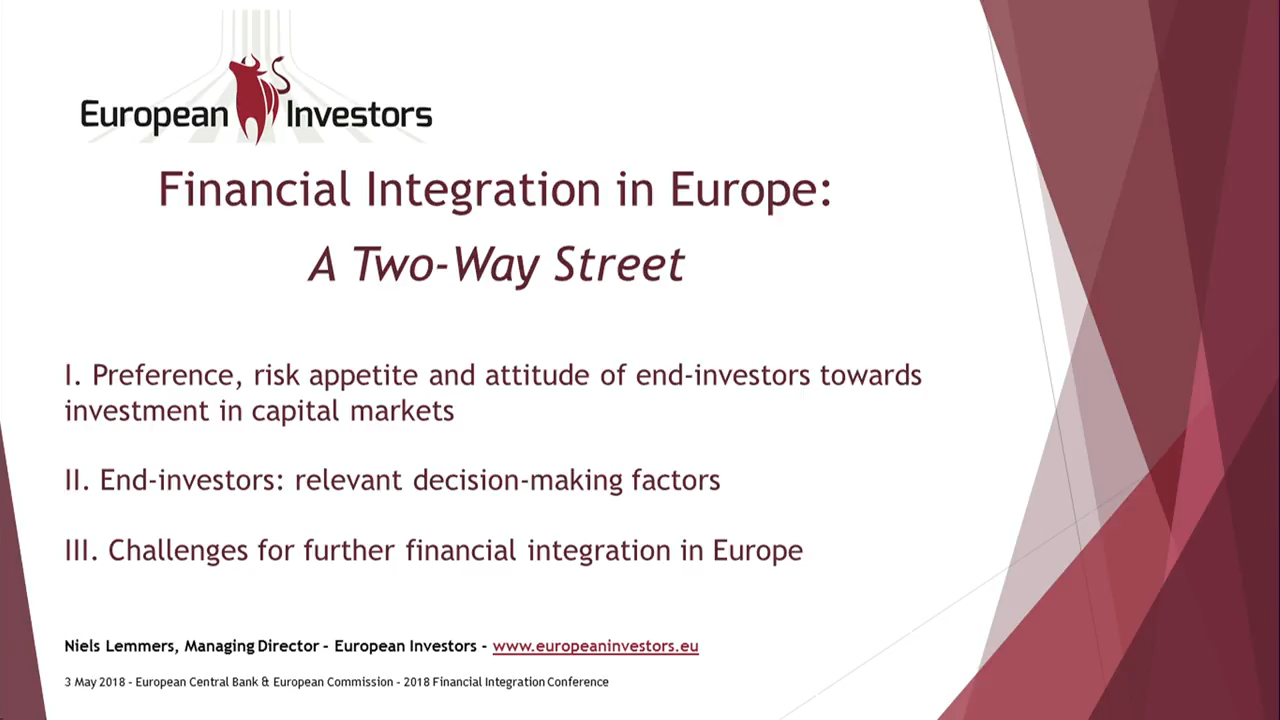 European Investors
Financial Integration in Europe:
A Two-Way Street
I. Preference, risk appetite and attitude of end-investors towards
investment in capital markets
II. End-investors: relevant decision-making factors
III. Challenges for further financial integration in Europe
Niels Lemmers, Managing Director - European Investors - www.europeaninvestors.eu
3 May 2018 - European Central Bank & European Commission - 2018 Financial Integration Conference